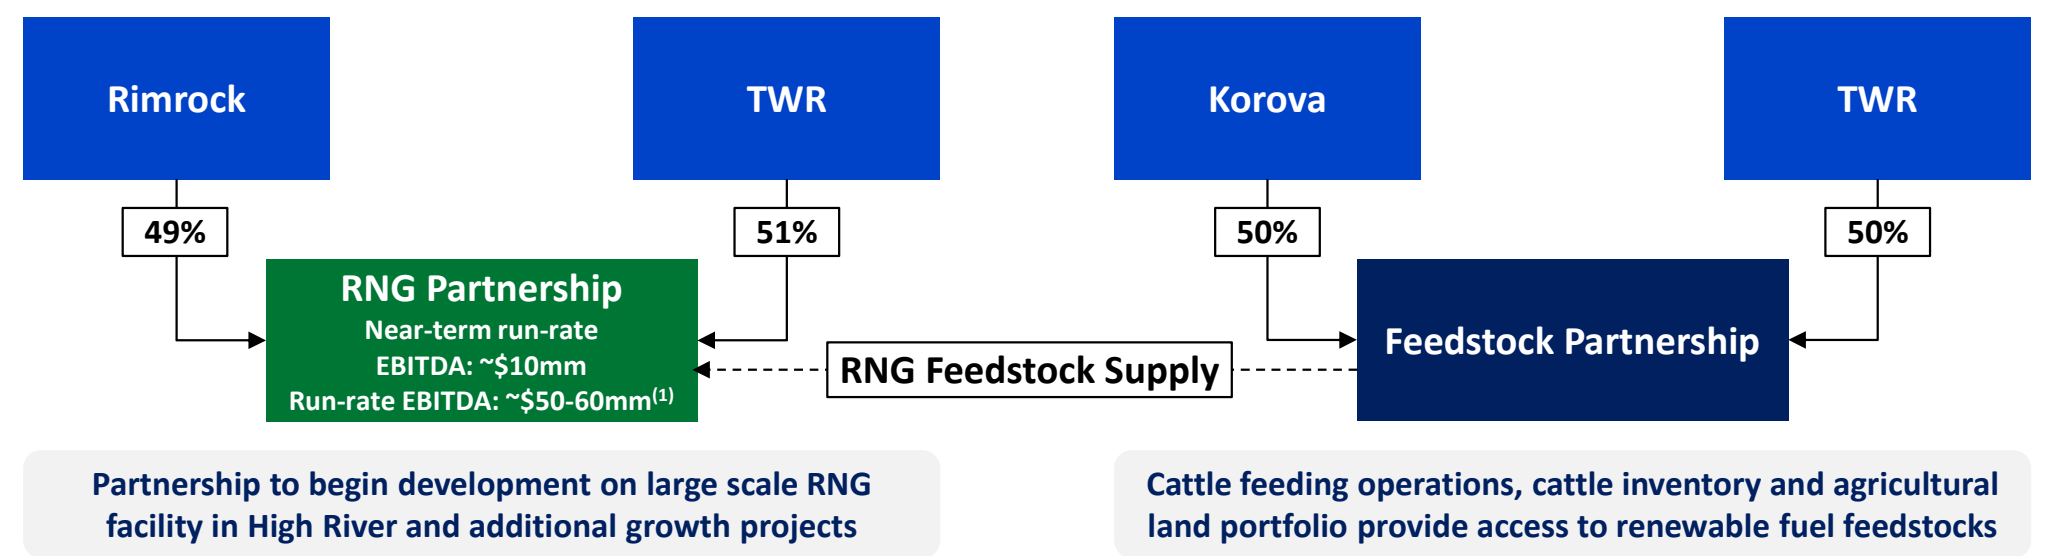 Rimrock
TWR
Korova
TWR
49%
51%
50%
50%
RNG Partnership
Near-term run-rate
EBITDA: ~$10mm
Run-rate EBITDA: ~$50-60mm(1)
RNG Feedstock Supply
Feedstock Partnership
Partnership to begin development on large scale RNG
facility in High River and additional growth projects
Cattle feeding operations, cattle inventory and agricultural
land portfolio provide access to renewable fuel feedstocks